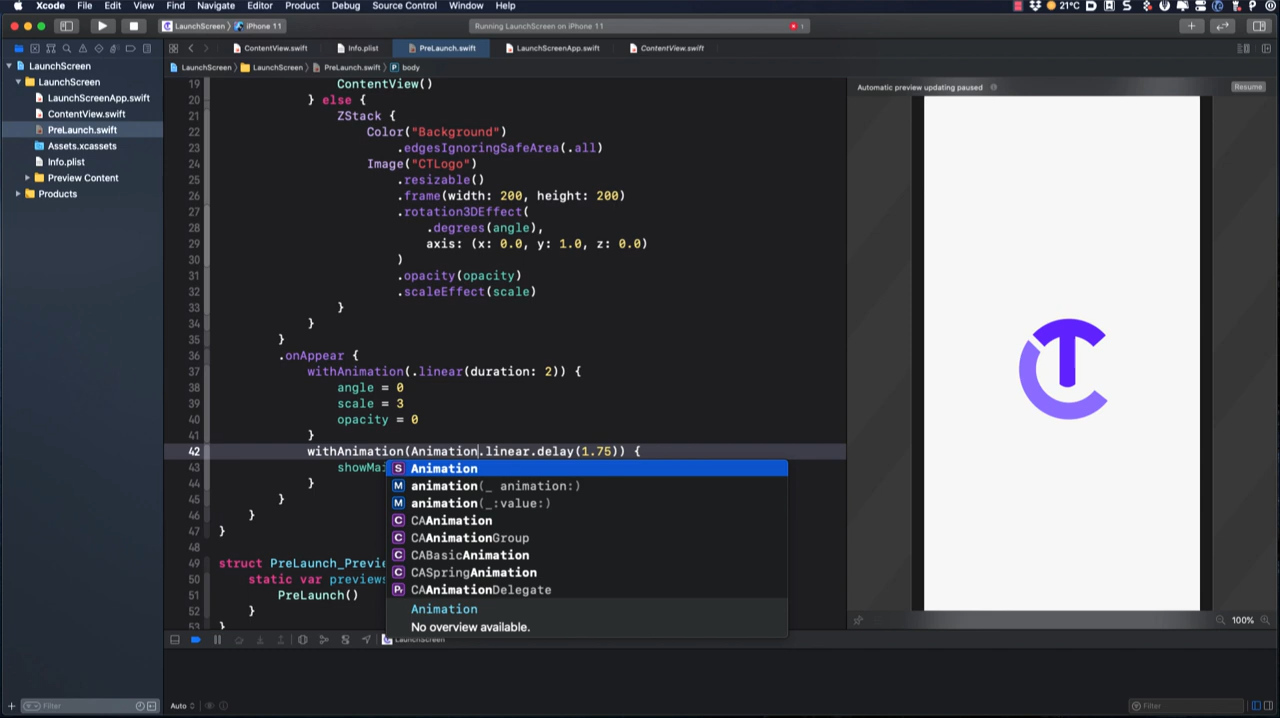 Xcode File Edit View Find Navigate Editor Product Debug Source Control Window Help 21°C
LaunchScreen iPhone 11 Running LaunchScreen on iPhone 11 1
ContentView.swift Info.plist PreLaunch.swift LaunchScreenApp.swift ContentView.swift
LaunchScreen LaunchScreen PreLaunch.swift body
LaunchScreen
LaunchScreen
LaunchScreenApp.swift
ContentView.swift
PreLaunch.swift
Assets.xcassets
Info.plist
Preview Content
Products
19 ContentView()
20 } else {
21 ZStack {
22 Color("Background")
23 .edgesIgnoringSafeArea(.all)
24 Image("CTLogo")
25 .resizable()
26 .frame(width: 200, height: 200)
27 .rotation3DEffect(
28 .degrees(angle),
29 axis: (x: 0.0, y: 1.0, z: 0.0)
30 )
31 .opacity(opacity)
32 .scaleEffect(scale)
33 }
34 }
35 }
36 .onAppear {
37 withAnimation(.linear(duration: 2)) {
38 angle = 0
39 scale = 3
40 opacity = 0
41 }
42 withAnimation(Animation.linear.delay(1.75)) {
43 showMai
44 }
45 }
46 }
47 }
48
49 struct PreLaunch_Previe
50 static var previews
51 PreLaunch()
52 }
53 }
Animation
animation(_ animation:)
animation(_:value:)
CAAnimation
CAAnimationGroup
CABasicAnimation
CASpringAnimation
CAAnimationDelegate
Animation
No overview available.
LaunchScreen
Automatic preview updating paused Resume
100%
Filter Auto Filter